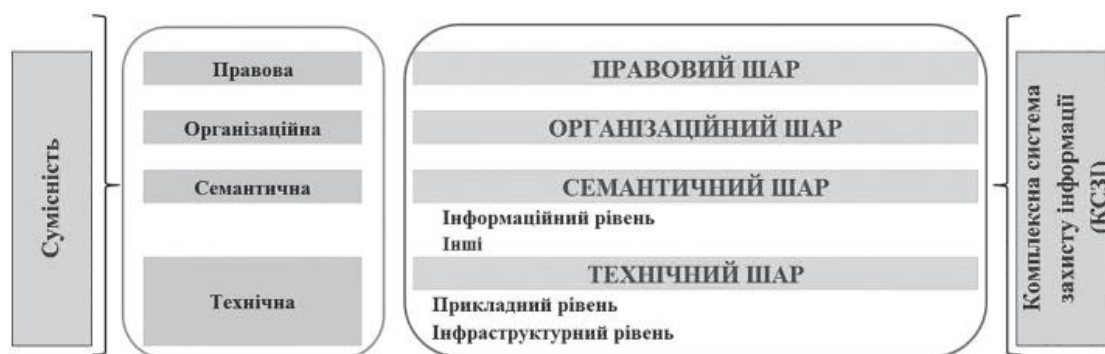 Сумісність
Правова
Організаційна
Семантична
Технічна
ПРАВОВИЙ ШАР
ОРГАНІЗАЦІЙНИЙ ШАР
СЕМАНТИЧНИЙ ШАР
Інформаційний рівень
Інші
ТЕХНІЧНИЙ ШАР
Прикладний рівень
Інфраструктурний рівень
Комплексна система
захисту інформації
(КСЗІ)